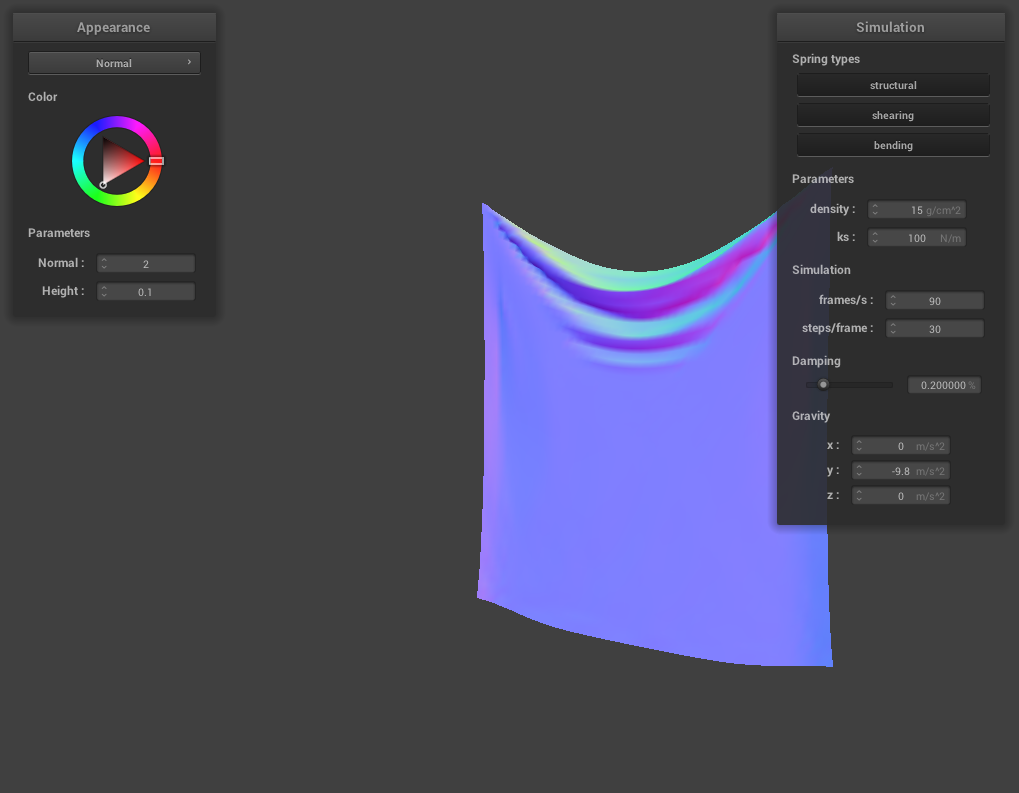 Appearance
Normal
Color
Parameters
Normal :
2
Height :
0.1
Simulation
Spring types
structural
shearing
bending
Parameters
density :
15 g/cm^2
ks :
100 N/m
Simulation
frames/s :
90
steps/frame :
30
Damping
0.200000 %
Gravity
x :
0 m/s^2
y :
-9.8 m/s^2
z :
0 m/s^2